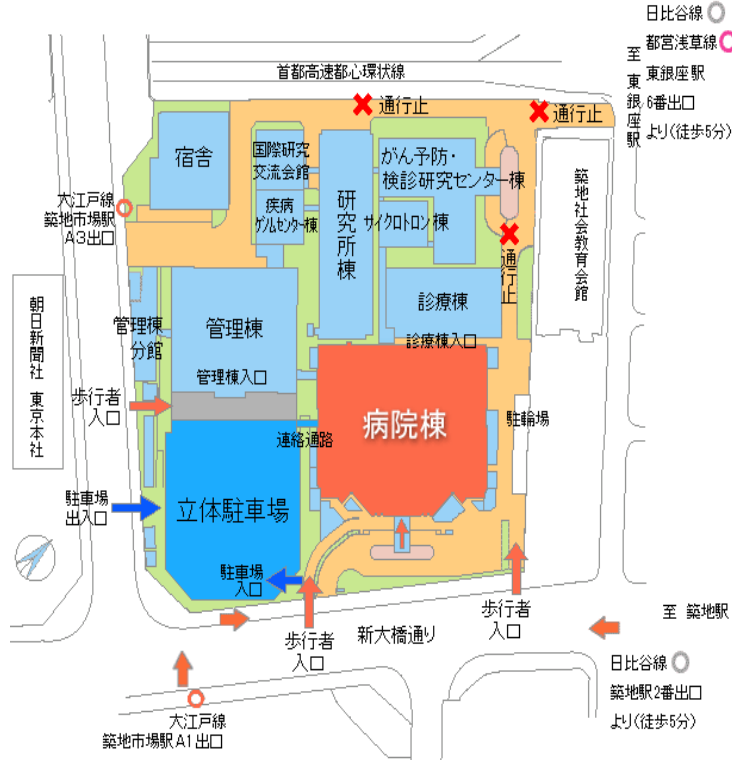 日比谷線
都営浅草線
東銀座駅
6番出口
より(徒歩5分)
至 東銀座駅
首都高速都心環状線
通行止
通行止
宿舎
国際研究
交流会館
がん予防・
検診研究センター棟
研究所棟
疾病
ゲノムセンター棟
サイクロトロン棟
大江戸線
築地市場駅
A3出口
通行止
築地社会教育会館
診療棟
診療棟入口
朝日新聞社 東京本社
管理棟
分館
管理棟
管理棟入口
歩行者
入口
病院棟
駐輪場
連絡通路
駐車場
出入口
立体駐車場
駐車場
入口
歩行者
入口
歩行者
入口
新大橋通り
至 築地駅
日比谷線
築地駅2番出口
より(徒歩5分)
大江戸線
築地市場駅A1出口